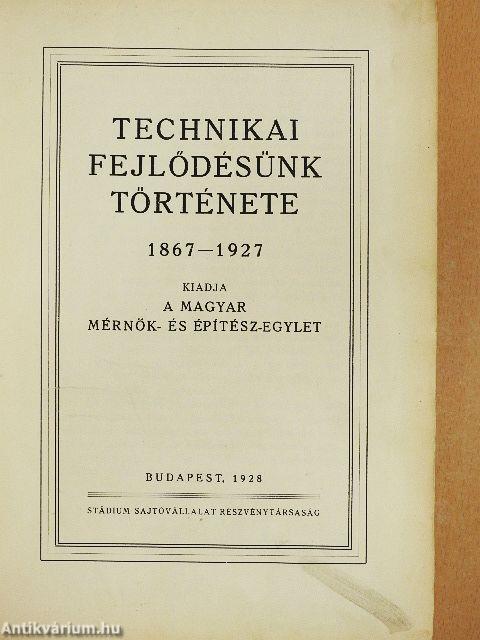 TECHNIKAI
FEJLŐDÉSÜNK
TÖRTÉNETE
1867—1927
KIADJA
A MAGYAR
MÉRNÖK- ÉS ÉPÍTÉSZ-EGYLET
BUDAPEST, 1928
STÁDIUM SAJTÓVÁLLALAT RÉSZVÉNYTÁRSASÁG
Antikvárium.hu